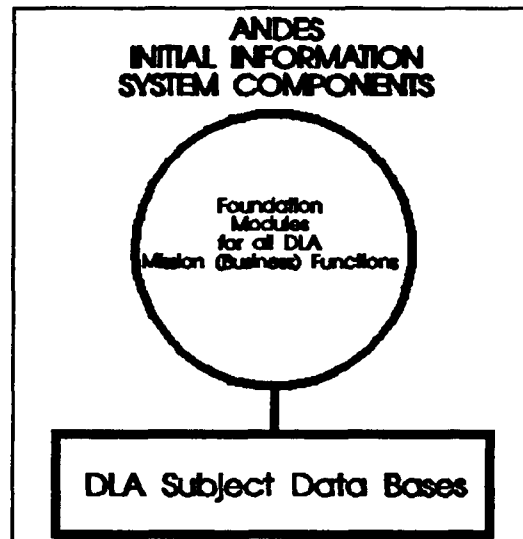 ANDES
INITIAL INFORMATION
SYSTEM COMPONENTS
Foundation
Modules
for all DLA
Mission (Business) Functions
DLA Subject Data Bases